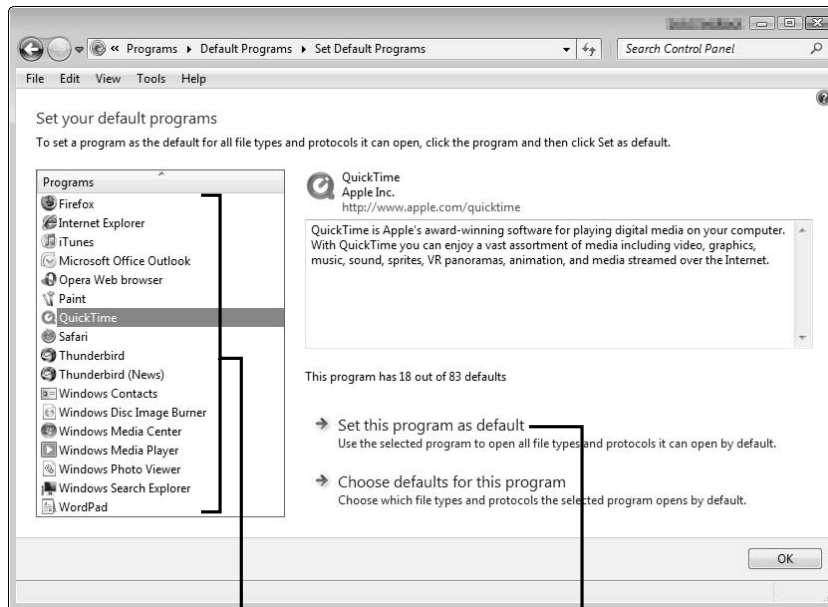 « Programs Default Programs Set Default Programs
Search Control Panel
File Edit View Tools Help
Set your default programs
To set a program as the default for all file types and protocols it can open, click the program and then click Set as default.
Programs
Firefox
Internet Explorer
iTunes
Microsoft Office Outlook
Opera Web browser
Paint
QuickTime
Safari
Thunderbird
Thunderbird (News)
Windows Contacts
Windows Disc Image Burner
Windows Media Center
Windows Media Player
Windows Photo Viewer
Windows Search Explorer
WordPad
QuickTime
Apple Inc.
http://www.apple.com/quicktime
QuickTime is Apple's award-winning software for playing digital media on your computer.
With QuickTime you can enjoy a vast assortment of media including video, graphics,
music, sound, sprites, VR panoramas, animation, and media streamed over the Internet.
This program has 18 out of 83 defaults
Set this program as default
Use the selected program to open all file types and protocols it can open by default.
Choose defaults for this program
Choose which file types and protocols the selected program opens by default.
OK